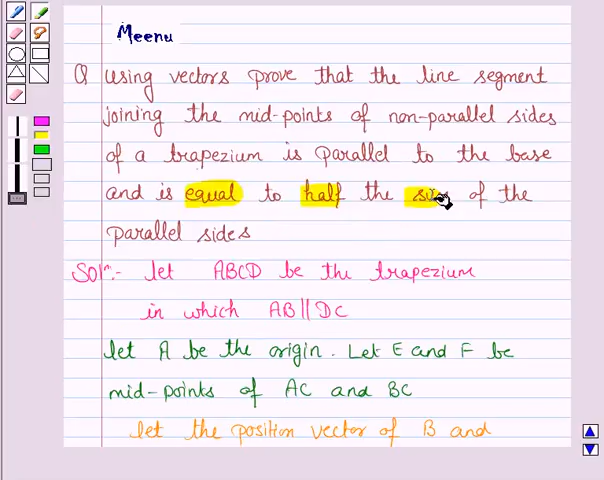 Meenu
Q Using vectors prove that the line segment
joining the mid-points of non-parallel sides
of a trapezium is parallel to the base
and is equal to half the of the
parallel sides
Sol:- let ABCD be the trapezium
in which AB||DC
let A be the origin. Let E and F be
mid-points of AC and BC
let the position vector of B and